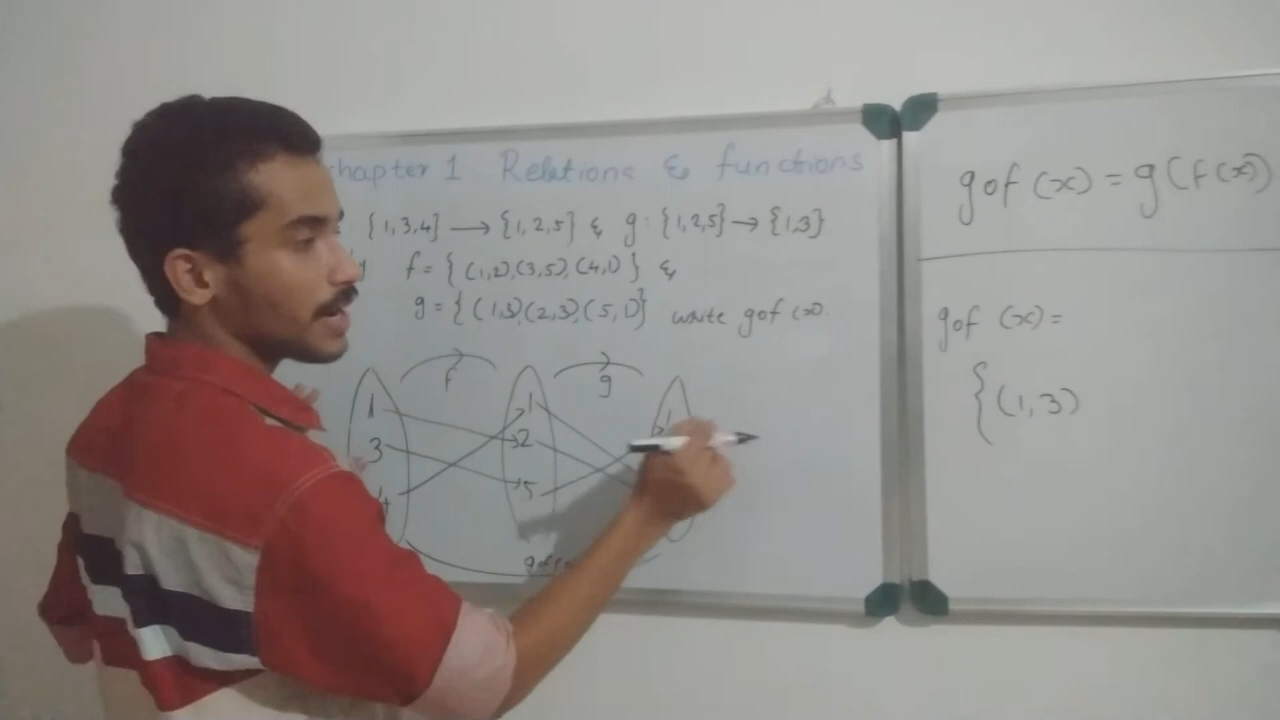 chapter 1 Relations & functions
{1,3,4} → {1,2,5} & g: {1,2,5} → {1,3}
f = { (1,2),(3,5),(4,1) } &
g = { (1,3),(2,3),(5,1) } write gof (x).
f g
1 1 1
3 2
4 5
gof
gof (x) = g(f(x))
gof (x) =
{(1,3)